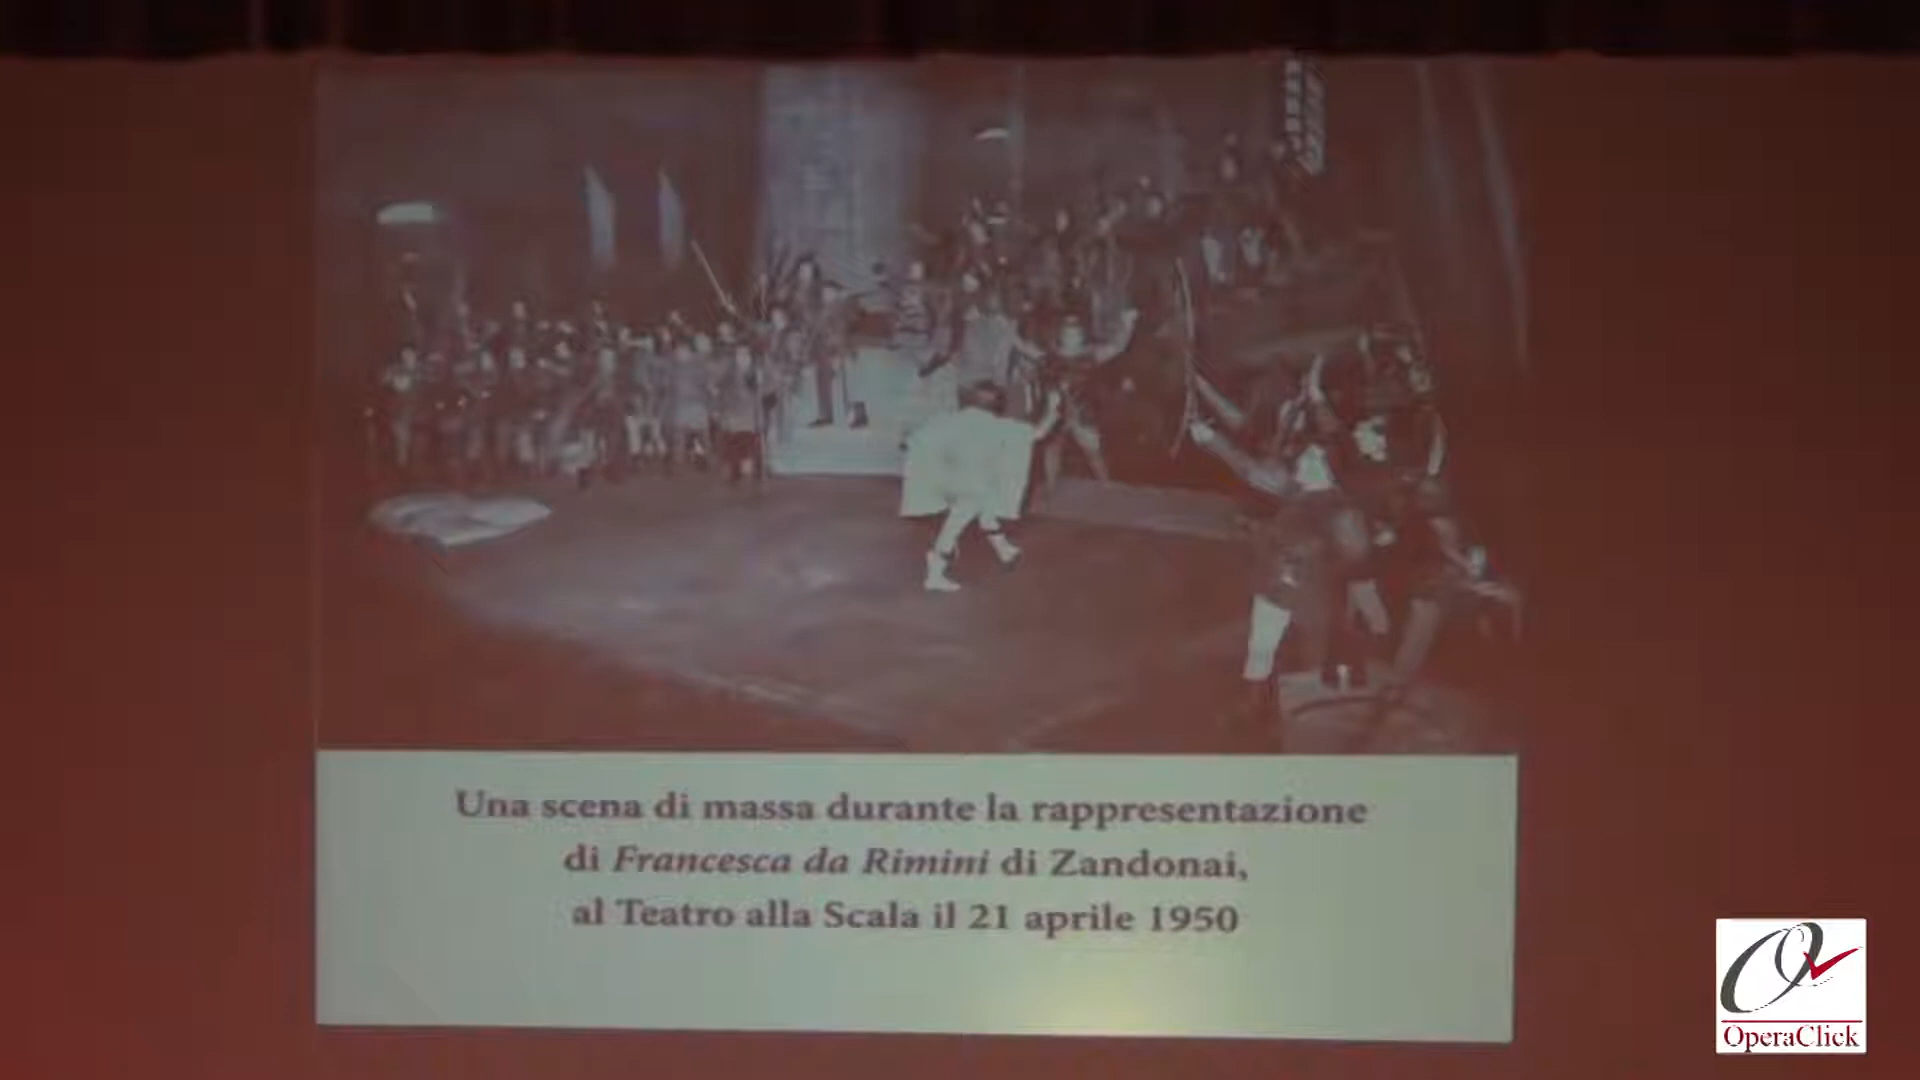 Una scena di massa durante la rappresentazione
di Francesca da Rimini di Zandonai,
al Teatro alla Scala il 21 aprile 1950
OperaClick